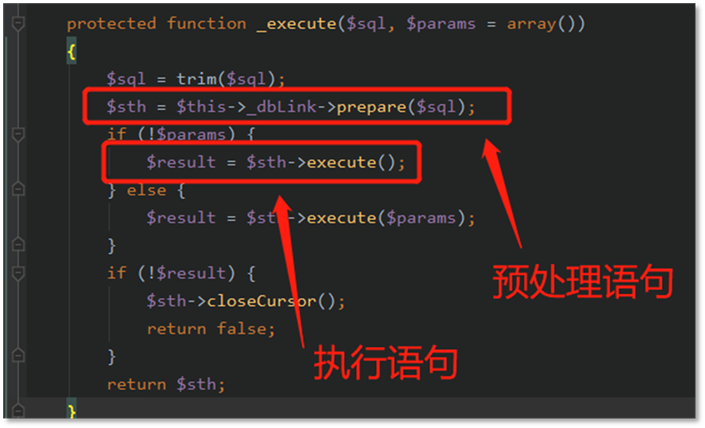 protected function _execute($sql, $params = array())
{
$sql = trim($sql);
$sth = $this->_dbLink->prepare($sql);
if (!$params) {
$result = $sth->execute();
} else {
$result = $sth->execute($params);
}
if (!$result) {
$sth->closeCursor();
return false;
}
return $sth;
}
预处理语句
执行语句